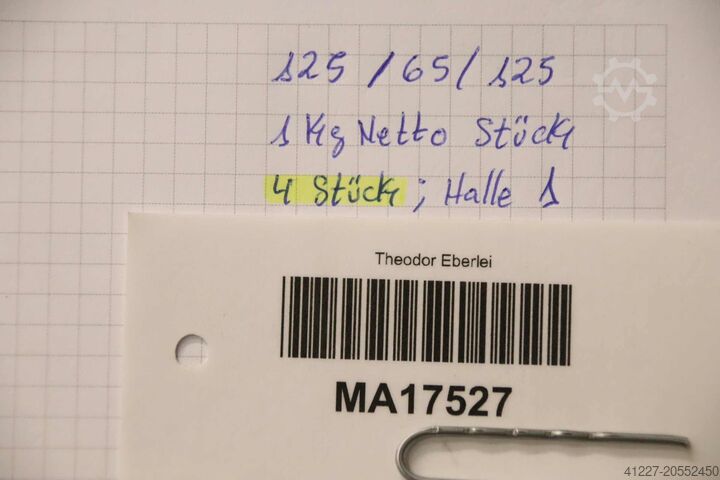 125 / 65 / 125
1 Kg Netto Stück
4 Stück ; Halle 1
Theodor Eberlei
MA17527
41227-20552450